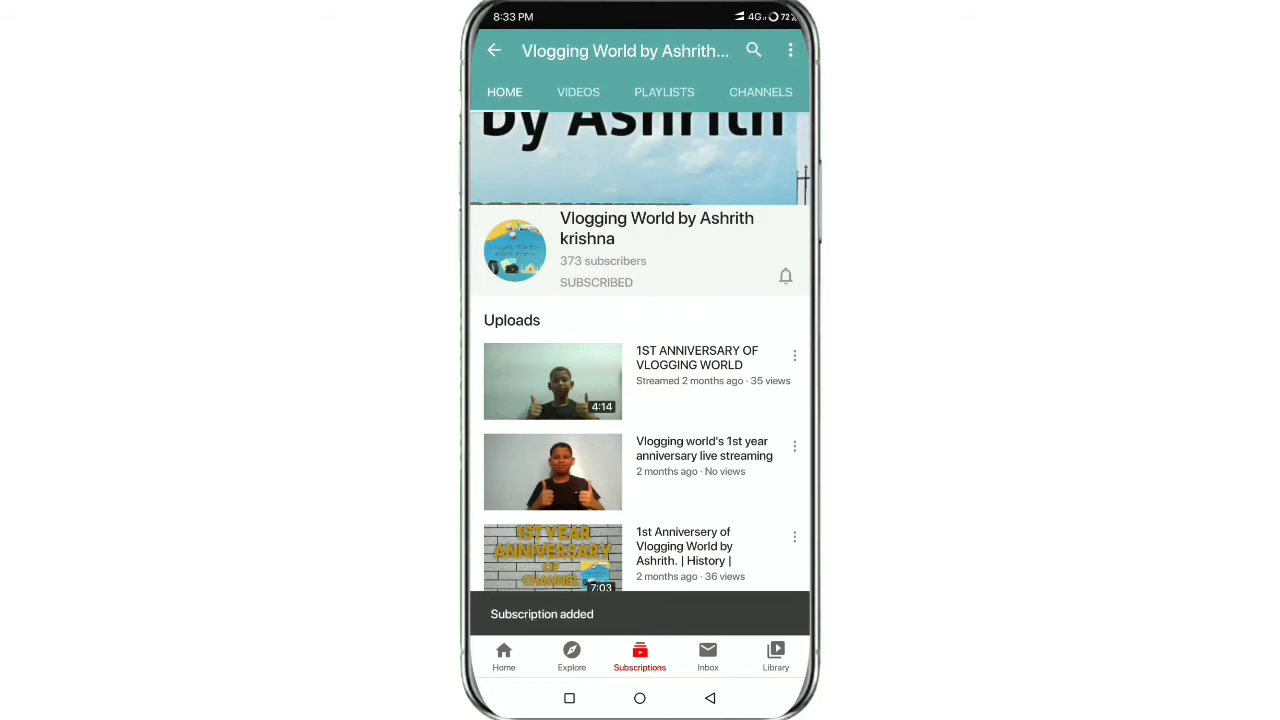 8:33 PM
4G 72%
Vlogging World by Ashrith...
HOME VIDEOS PLAYLISTS CHANNELS
by Ashrith
Vlogging World by Ashrith
krishna
373 subscribers
SUBSCRIBED
Uploads
1ST ANNIVERSARY OF
VLOGGING WORLD
Streamed 2 months ago · 35 views
4:14
Vlogging world's 1st year
anniversary live streaming
2 months ago · No views
1ST YEAR
ANNIVERSARY
OF
CHANNEL
7:03
1st Anniversery of
Vlogging World by
Ashrith. | History |
2 months ago · 36 views
Subscription added
Home Explore Subscriptions Inbox Library